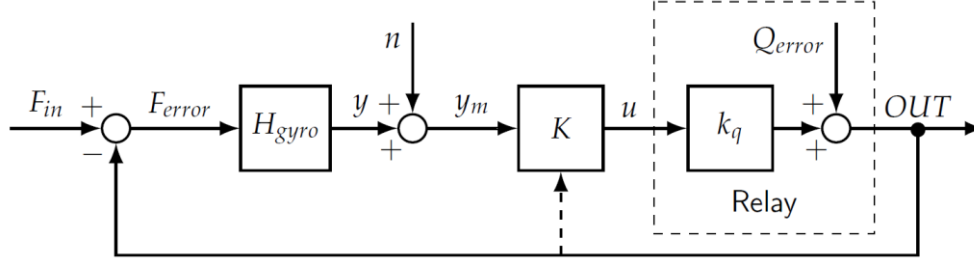 n
Q_error
F_in
+
−
F_error
H_gyro
y
+
+
y_m
K
u
k_q
+
+
OUT
Relay